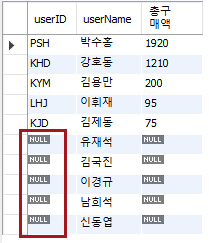 userID userName 총구
매액
PSH 박수홍 1920
KHD 강호동 1210
KYM 김용만 200
LHJ 이휘재 95
KJD 김제동 75
NULL 유재석 NULL
NULL 김국진 NULL
NULL 이경규 NULL
NULL 남희석 NULL
NULL 신동엽 NULL